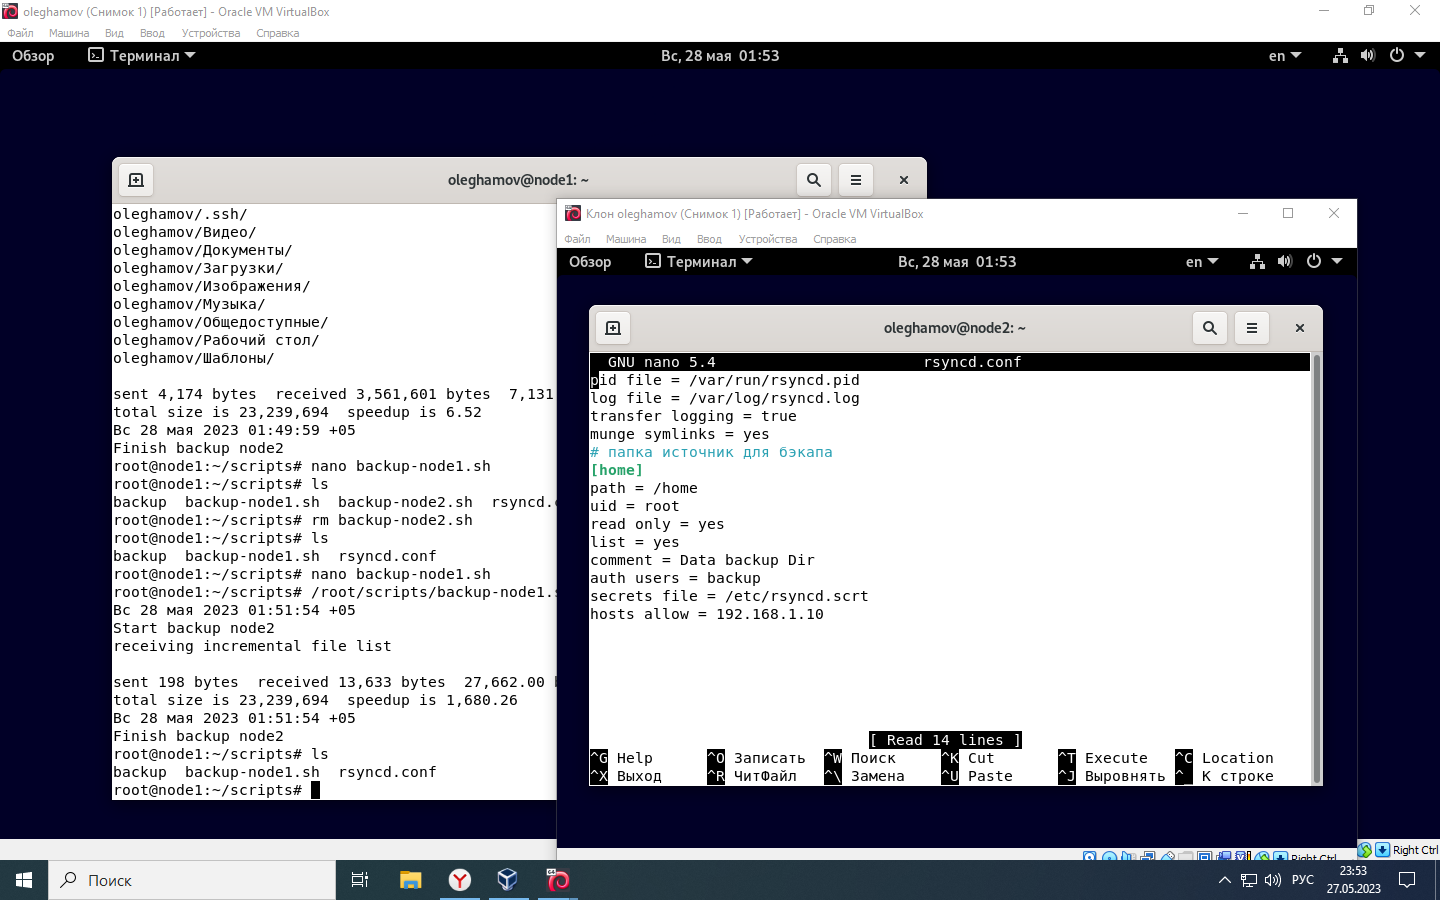 oleghamov (Снимок 1) [Работает] - Oracle VM VirtualBox
Файл Машина Вид Ввод Устройства Справка
Обзор Терминал Вс, 28 мая 01:53 en
oleghamov@node1: ~
oleghamov/.ssh/
oleghamov/Видео/
oleghamov/Документы/
oleghamov/Загрузки/
oleghamov/Изображения/
oleghamov/Музыка/
oleghamov/Общедоступные/
oleghamov/Рабочий стол/
oleghamov/Шаблоны/
sent 4,174 bytes  received 3,561,601 bytes  7,131
total size is 23,239,694  speedup is 6.52
Вс 28 мая 2023 01:49:59 +05
Finish backup node2
root@node1:~/scripts# nano backup-node1.sh
root@node1:~/scripts# ls
backup  backup-node1.sh  backup-node2.sh  rsyncd.
root@node1:~/scripts# rm backup-node2.sh
root@node1:~/scripts# ls
backup  backup-node1.sh  rsyncd.conf
root@node1:~/scripts# nano backup-node1.sh
root@node1:~/scripts# /root/scripts/backup-node1.s
Вс 28 мая 2023 01:51:54 +05
Start backup node2
receiving incremental file list
sent 198 bytes  received 13,633 bytes  27,662.00
total size is 23,239,694  speedup is 1,680.26
Вс 28 мая 2023 01:51:54 +05
Finish backup node2
root@node1:~/scripts# ls
backup  backup-node1.sh  rsyncd.conf
root@node1:~/scripts#
Клон oleghamov (Снимок 1) [Работает] - Oracle VM VirtualBox
Файл Машина Вид Ввод Устройства Справка
Обзор Терминал Вс, 28 мая 01:53 en
oleghamov@node2: ~
GNU nano 5.4 rsyncd.conf
pid file = /var/run/rsyncd.pid
log file = /var/log/rsyncd.log
transfer logging = true
munge symlinks = yes
# папка источник для бэкапа
[home]
path = /home
uid = root
read only = yes
list = yes
comment = Data backup Dir
auth users = backup
secrets file = /etc/rsyncd.scrt
hosts allow = 192.168.1.10
[ Read 14 lines ]
^G Help ^O Записать ^W Поиск ^K Cut ^T Execute ^C Location
^X Выход ^R ЧитФайл ^\ Замена ^U Paste ^J Выровнять ^_ К строке
Right Ctrl
Right Ctrl
Поиск
РУС
23:53
27.05.2023